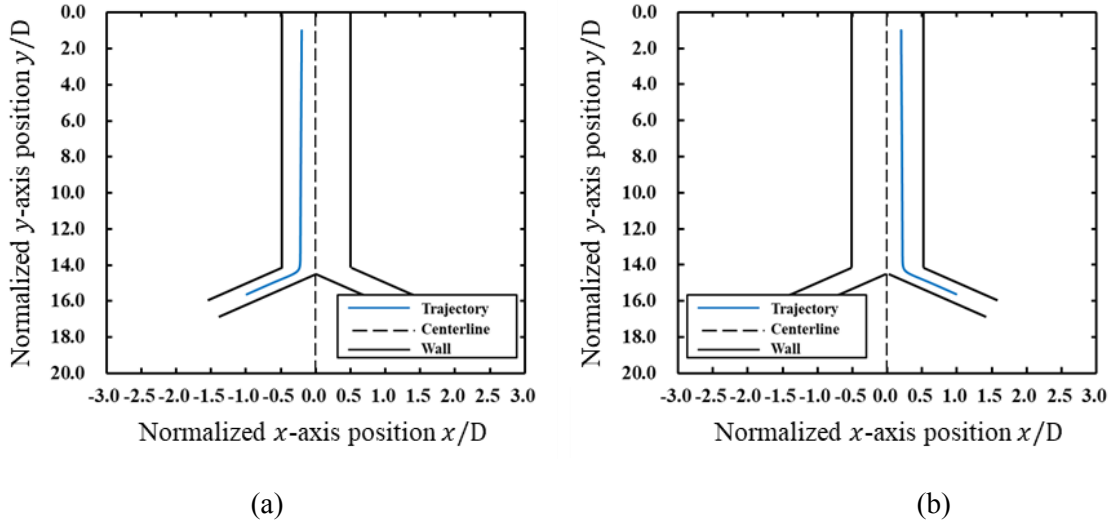 0.0
2.0
4.0
6.0
8.0
10.0
12.0
14.0
16.0
18.0
20.0
Normalized y-axis position y/D
Trajectory
Centerline
Wall
-3.0 -2.5 -2.0 -1.5 -1.0 -0.5 0.0 0.5 1.0 1.5 2.0 2.5 3.0
Normalized x-axis position x/D
(a)
0.0
2.0
4.0
6.0
8.0
10.0
12.0
14.0
16.0
18.0
20.0
Normalized y-axis position y/D
Trajectory
Centerline
Wall
-3.0 -2.5 -2.0 -1.5 -1.0 -0.5 0.0 0.5 1.0 1.5 2.0 2.5 3.0
Normalized x-axis position x/D
(b)